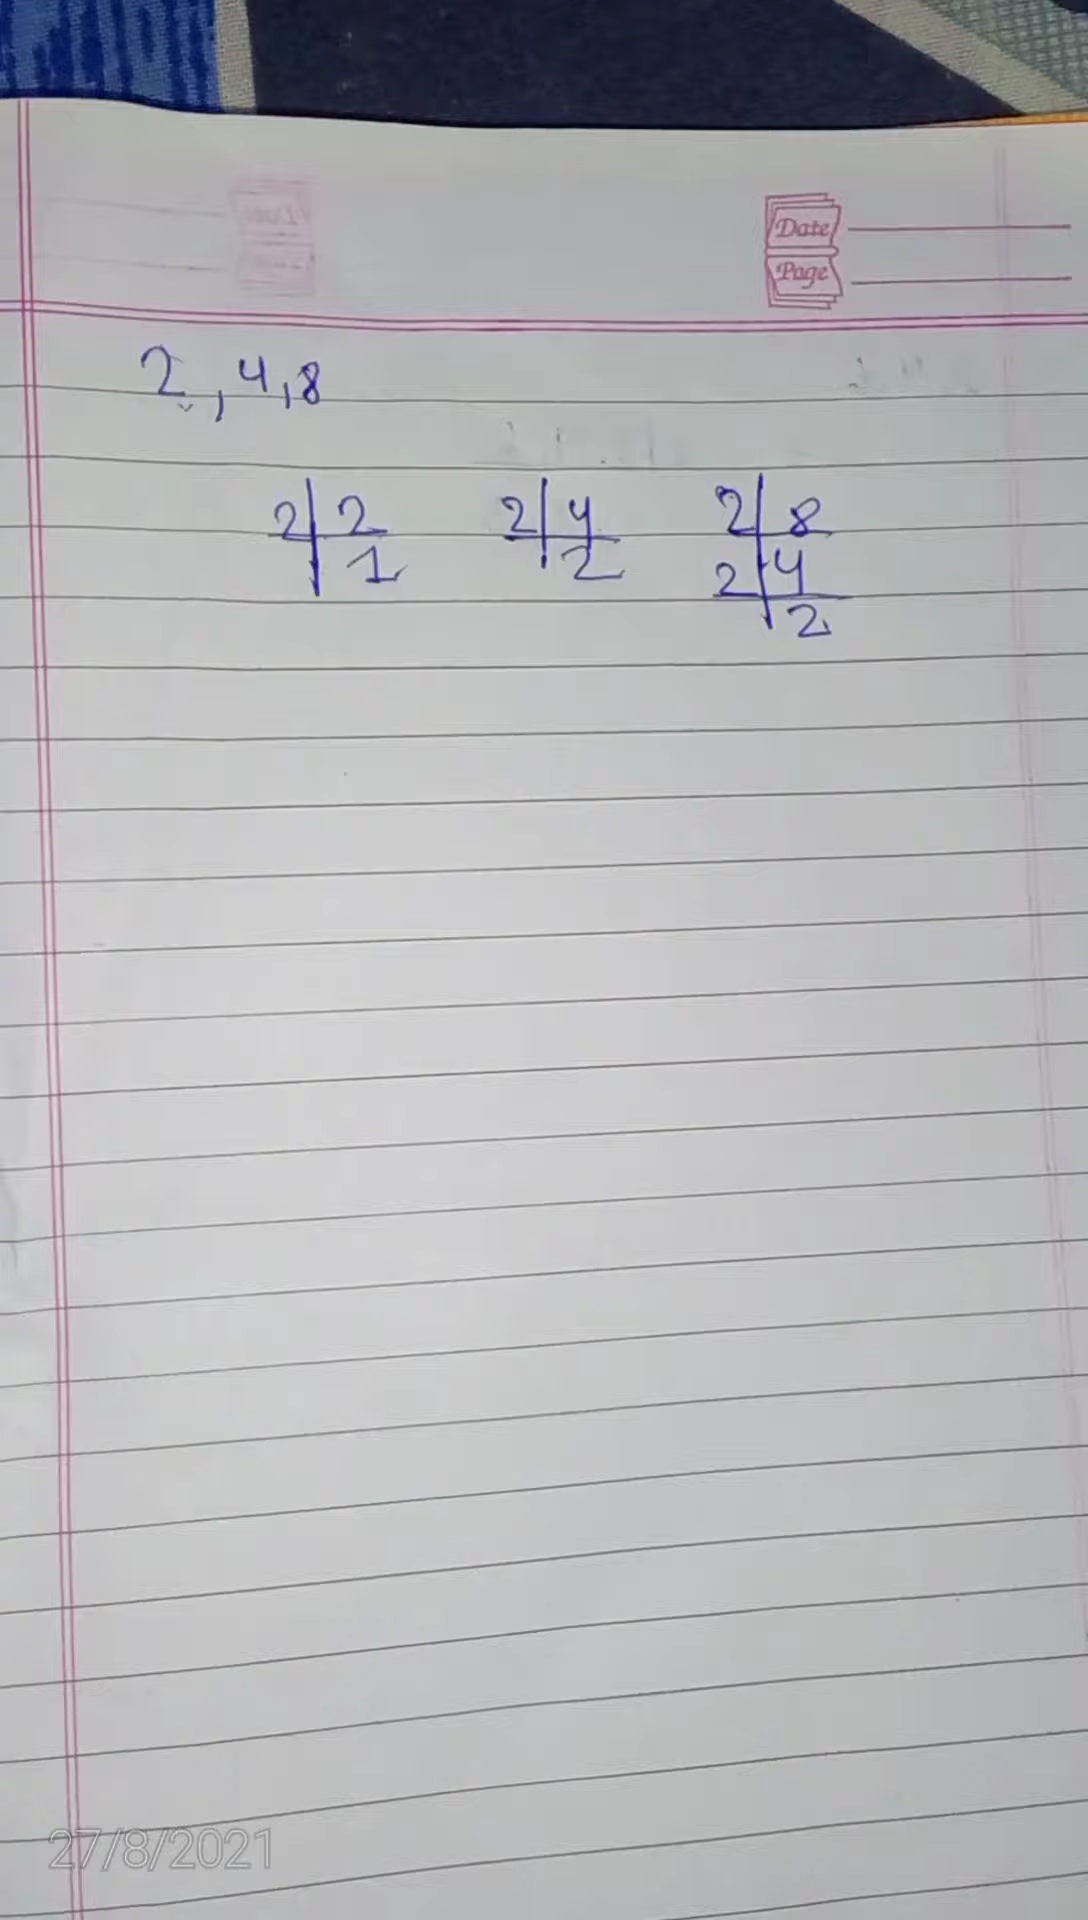 Date
Page
2, 4, 8
2 2 2 4 2 8
1 2 2 4
2
27/8/2021